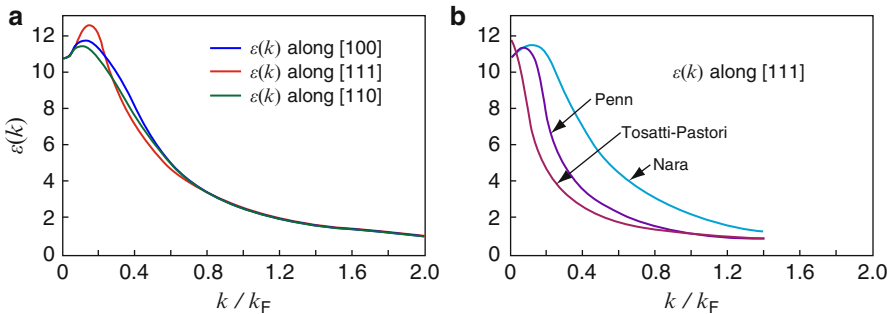 a
ε(k) along [100]
ε(k) along [111]
ε(k) along [110]
ε(k)
12
10
8
6
4
2
0
0 0.4 0.8 1.2 1.6 2.0
k / kF
b
ε(k) along [111]
Penn
Tosatti-Pastori
Nara
12
10
8
6
4
2
0
0 0.4 0.8 1.2 1.6 2.0
k / kF